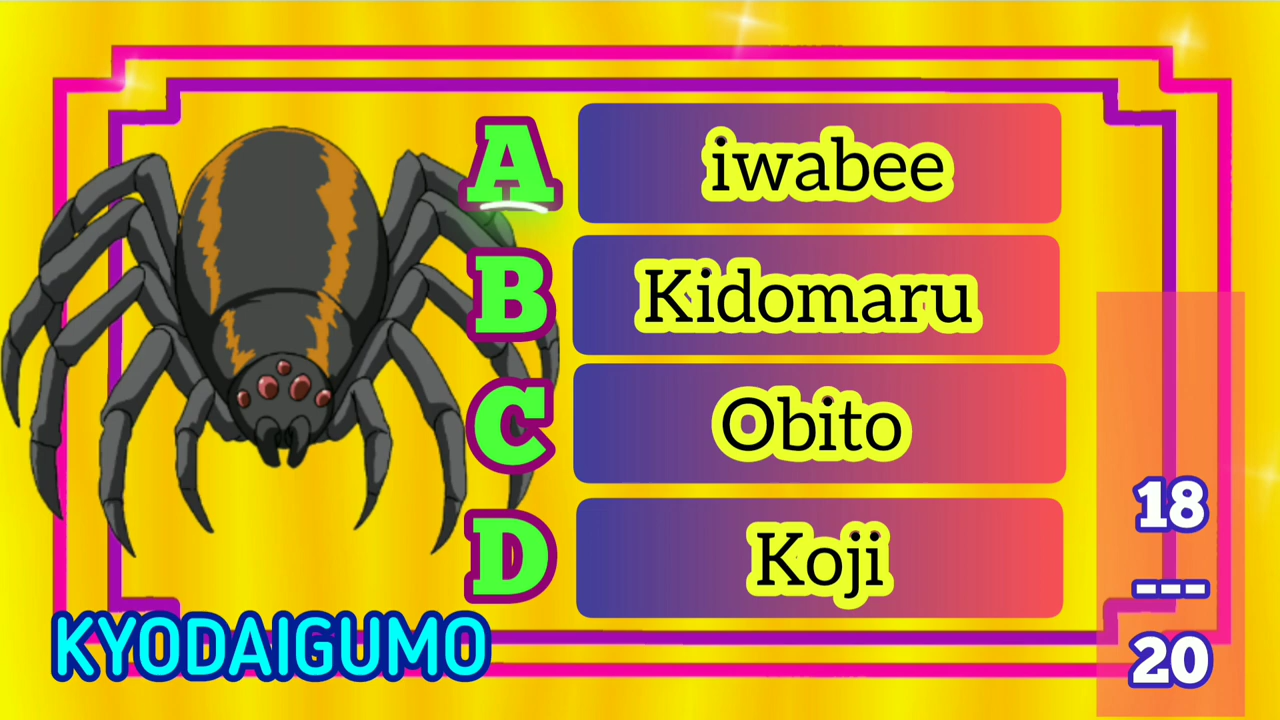 A iwabee
B Kidomaru
C Obito
D Koji
KYODAIGUMO
18
---
20